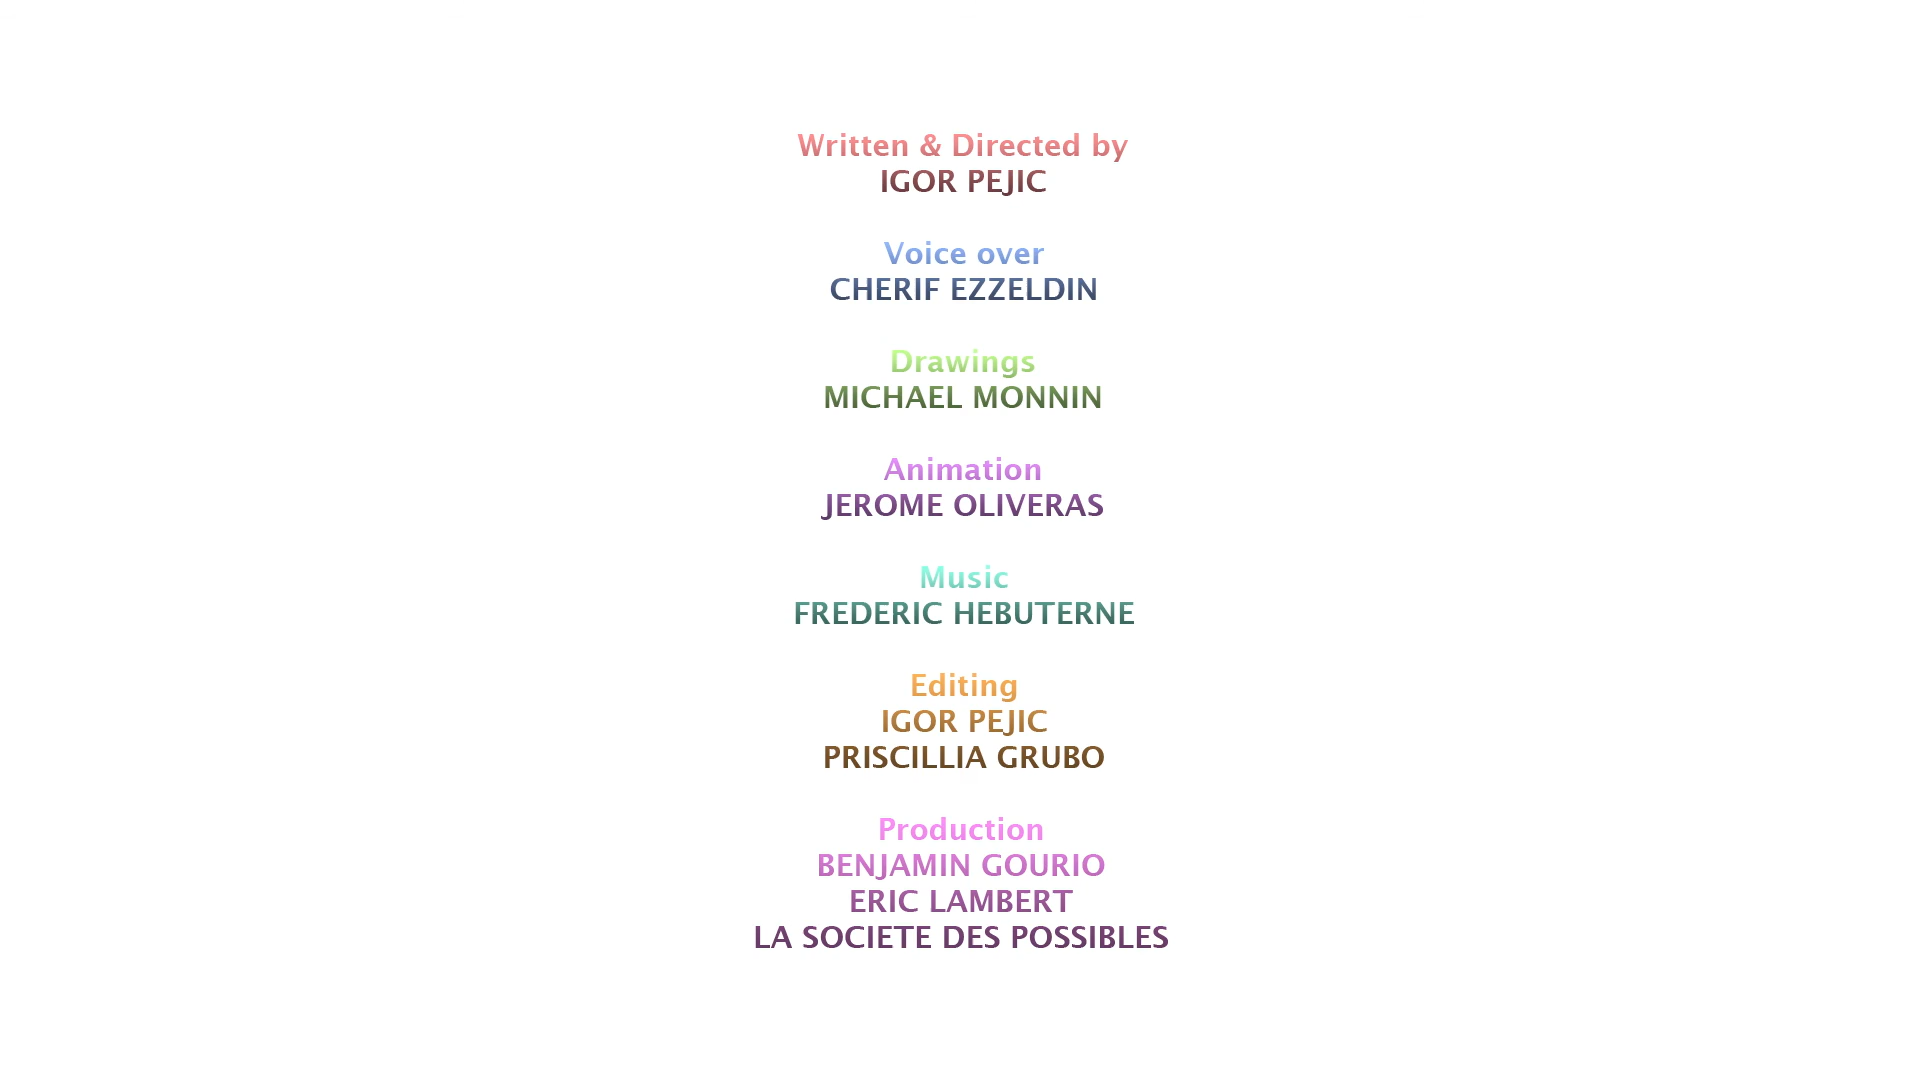 Written & Directed by
IGOR PEJIC
Voice over
CHERIF EZZELDIN
Drawings
MICHAEL MONNIN
Animation
JEROME OLIVERAS
Music
FREDERIC HEBUTERNE
Editing
IGOR PEJIC
PRISCILLIA GRUBO
Production
BENJAMIN GOURIO
ERIC LAMBERT
LA SOCIETE DES POSSIBLES